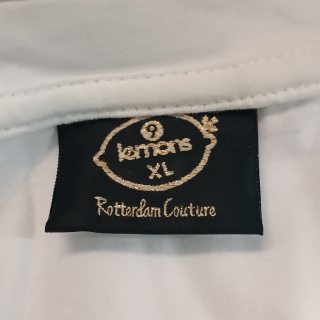 9
lemons
XL
Rotterdam Couture